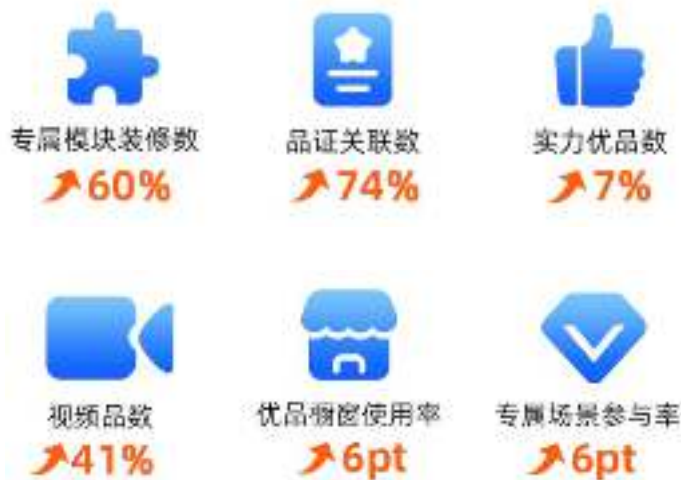 专属模块装修数
品证关联数
实力优品数
60%
74%
7%
视频品数
优品橱窗使用率
专属场景参与率
41%
6pt
6pt